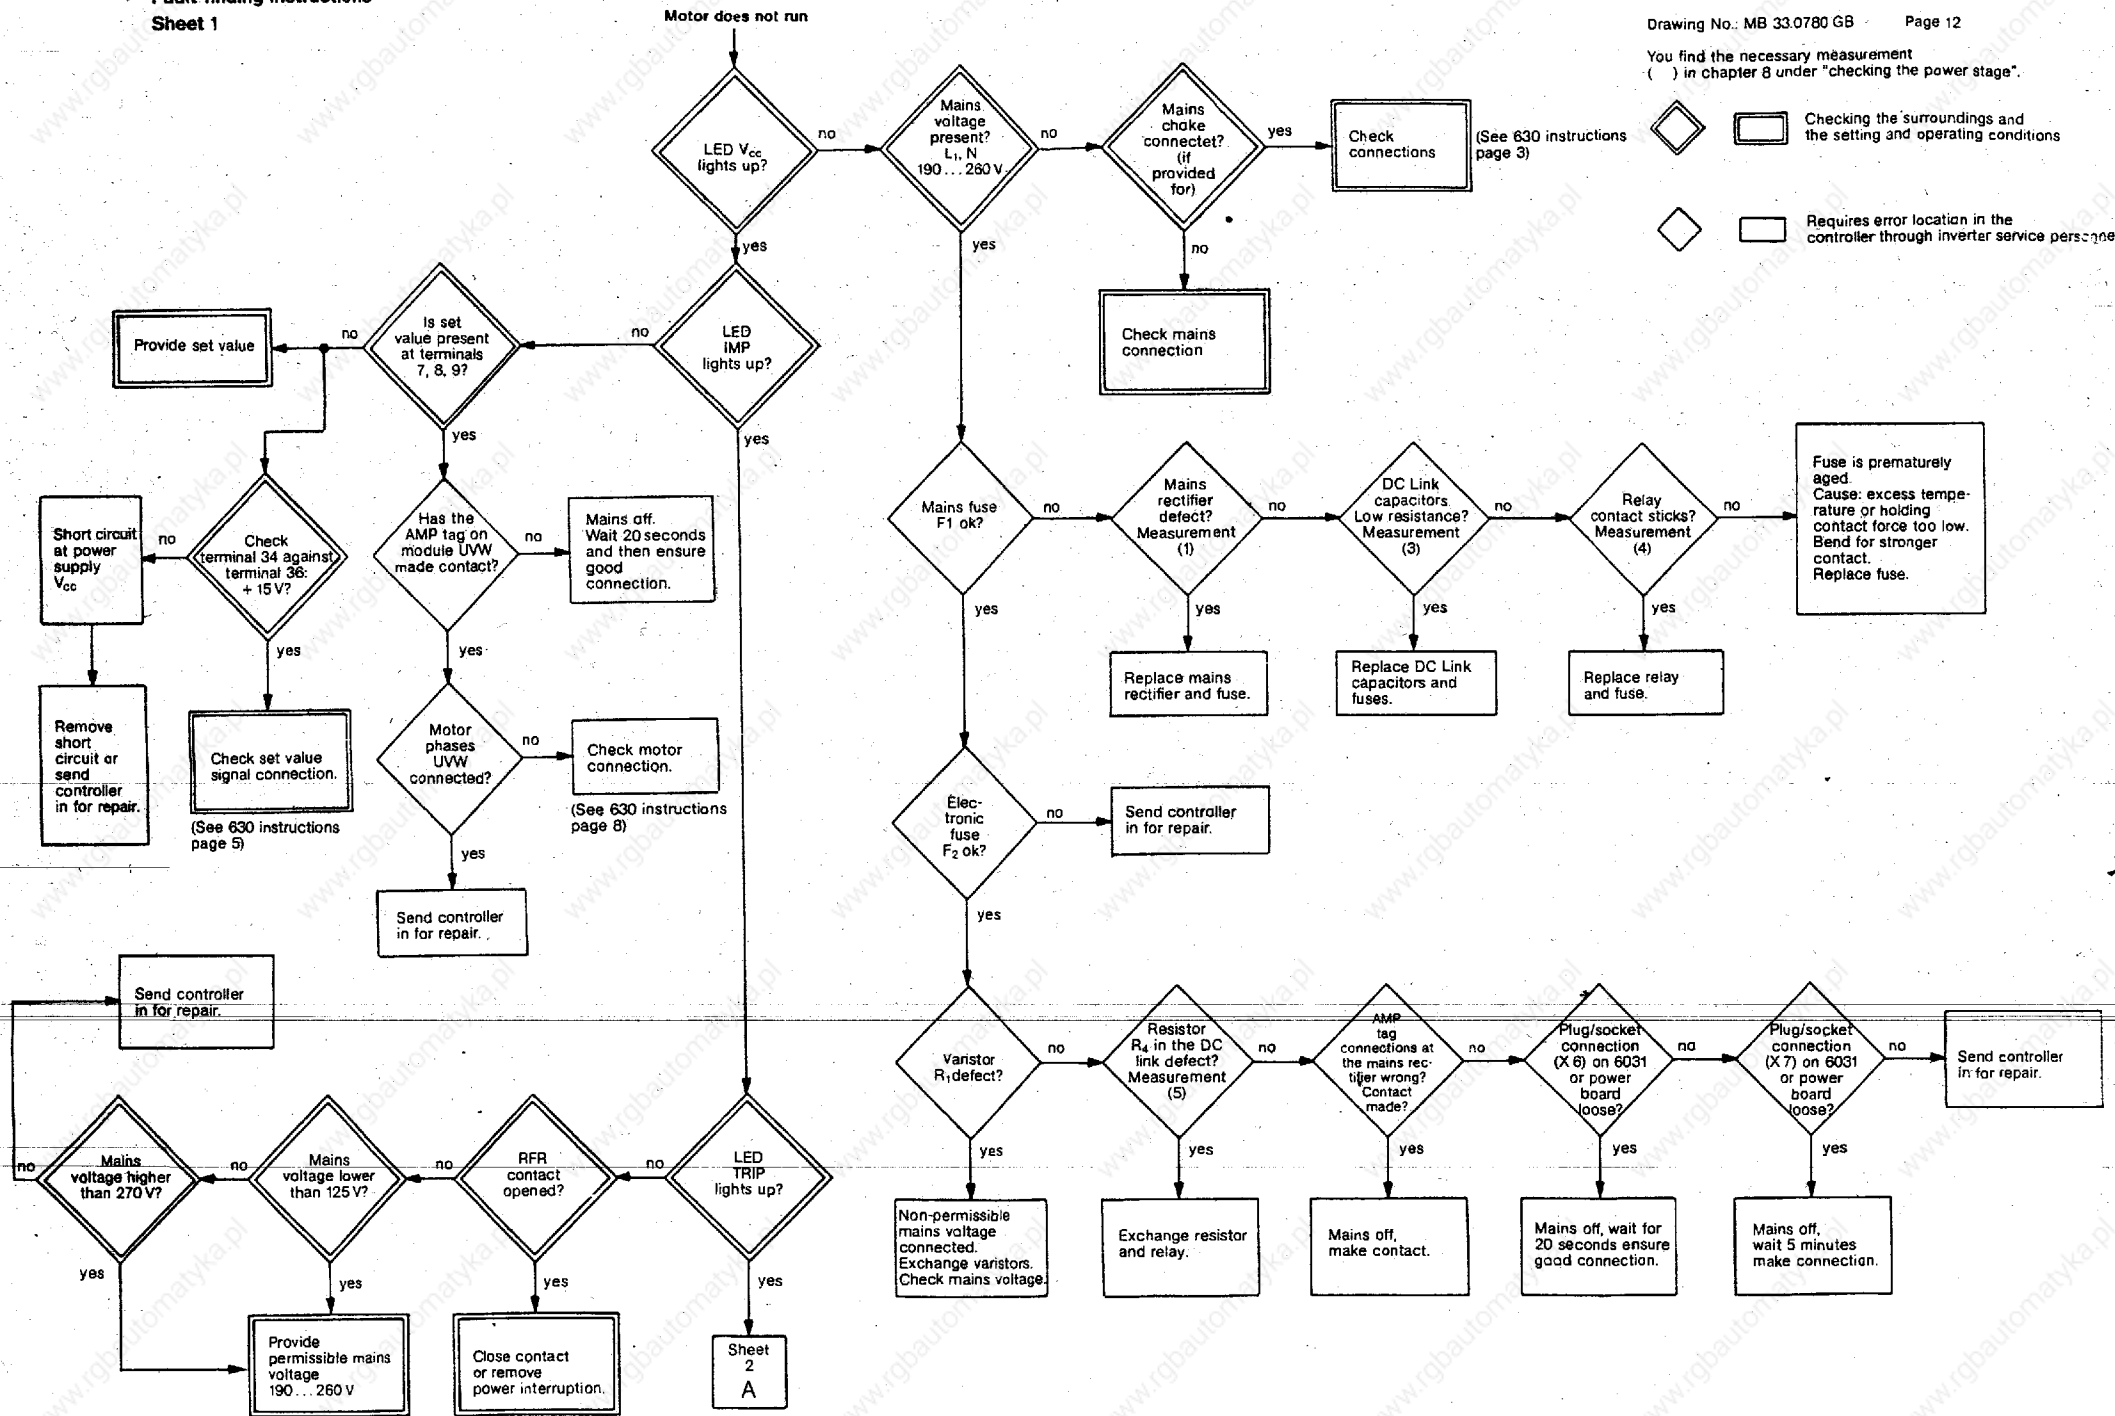 Fault-finding instructions
Sheet 1
Motor does not run
Drawing No.: MB 33.0780 GB
Page 12
You find the necessary measurement
( ) in chapter 8 under "checking the power stage".
Checking the surroundings and
the setting and operating conditions
Requires error location in the
controller through inverter service personne
LED Vcc
lights up?
no
yes
Mains
voltage
present?
L1, N
190 ... 260 V
no
yes
Mains
choke
connectet?
(if
provided
for)
yes
no
Check
connections
(See 630 instructions
page 3)
Check mains
connection
LED
IMP
lights up?
no
yes
Is set
value present
at terminals
7, 8, 9?
no
yes
Provide set value
Check
terminal 34 against
terminal 36:
+ 15 V?
no
yes
Short circuit
at power
supply
Vcc
Remove
short
circuit or
send
controller
in for repair.
Check set value
signal connection.
(See 630 instructions
page 5)
Has the
AMP tag on
module UVW
made contact?
no
yes
Mains off.
Wait 20 seconds
and then ensure
good
connection.
Motor
phases
UVW
connected?
no
yes
Check motor
connection.
(See 630 instructions
page 8)
Send controller
in for repair.
Mains fuse
F1 ok?
no
yes
Mains
rectifier
defect?
Measurement
(1)
no
yes
Replace mains
rectifier and fuse.
DC Link
capacitors
Low resistance?
Measurement
(3)
no
yes
Replace DC Link
capacitors and
fuses.
Relay
contact sticks?
Measurement
(4)
no
yes
Replace relay
and fuse.
Fuse is prematurely
aged.
Cause: excess tempe-
rature or holding
contact force too low.
Bend for stronger
contact.
Replace fuse.
Elec-
tronic
fuse
F2 ok?
no
yes
Send controller
in for repair.
Varistor
R1 defect?
no
yes
Non-permissible
mains voltage
connected.
Exchange varistors.
Check mains voltage.
Resistor
R4 in the DC
link defect?
Measurement
(5)
no
yes
Exchange resistor
and relay.
AMP
tag
connections at
the mains rec-
tifier wrong?
Contact
made?
no
yes
Mains off,
make contact.
Plug/socket
connection
(X 6) on 6031
or power
board
loose?
no
yes
Mains off, wait for
20 seconds ensure
good connection.
Plug/socket
connection
(X 7) on 6031
or power
board
loose?
no
yes
Mains off,
wait 5 minutes
make connection.
Send controller
in for repair.
LED
TRIP
lights up?
no
yes
Sheet
2
A
RFR
contact
opened?
no
yes
Close contact
or remove
power interruption.
Mains
voltage lower
than 125 V?
no
yes
Provide
permissible mains
voltage
190 ... 260 V
Mains
voltage higher
than 270 V?
no
yes
Send controller
in for repair.
www.rgbautomatyka.pl